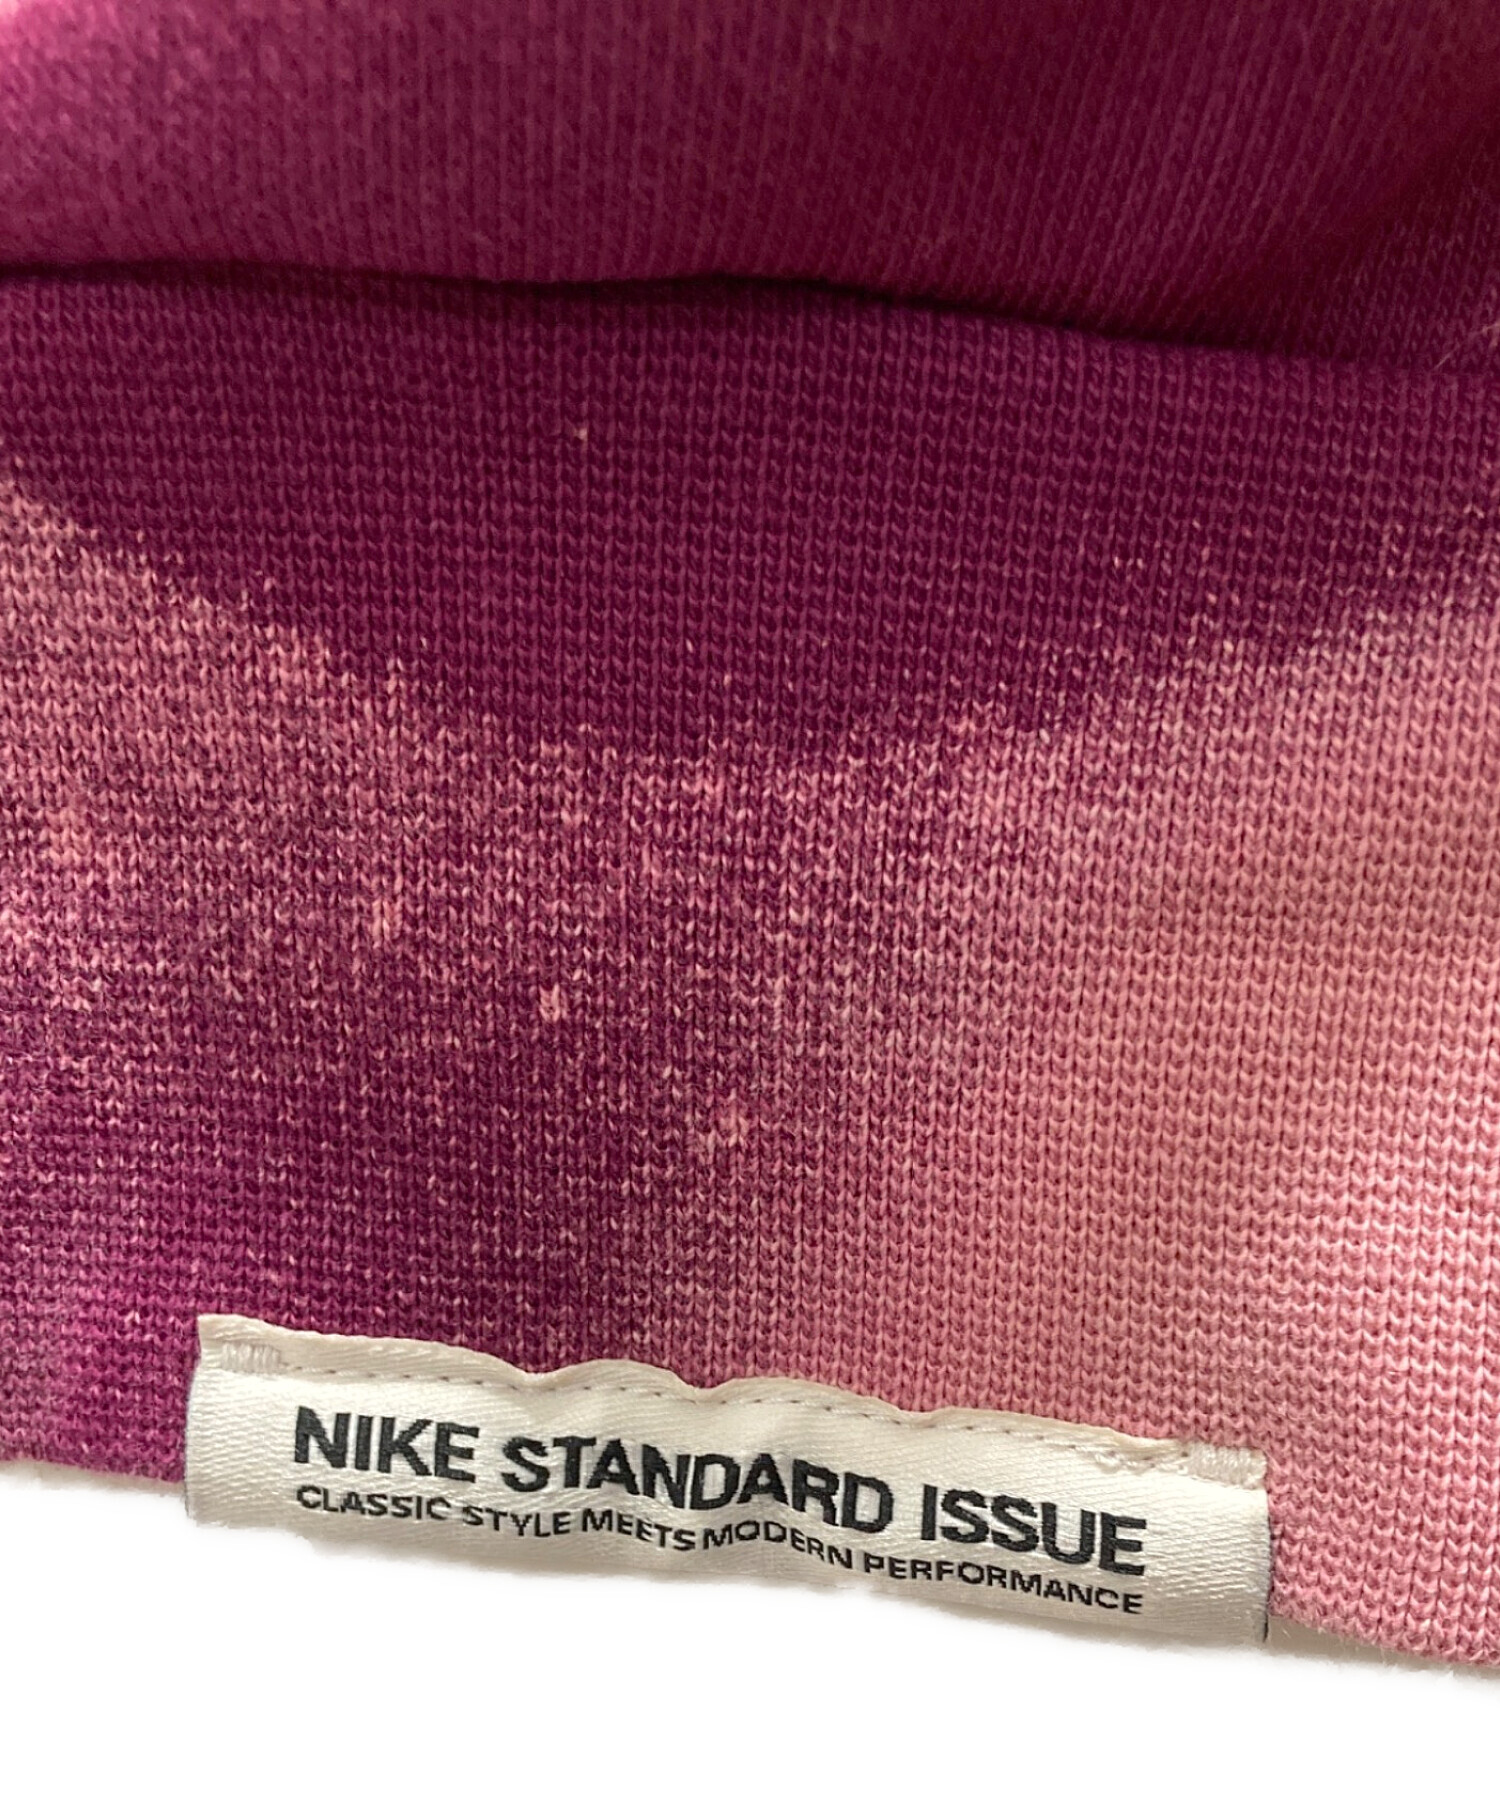 NIKE STANDARD ISSUE
CLASSIC STYLE MEETS MODERN PERFORMANCE